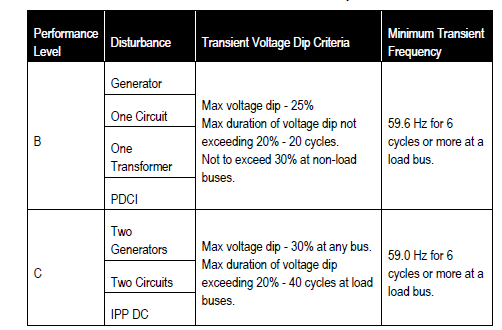 Performance
Level
Disturbance
Transient Voltage Dip Criteria
Minimum Transient
Frequency
B
Generator
One Circuit
One
Transformer
PDCI
Max voltage dip - 25%
Max duration of voltage dip not
exceeding 20% - 20 cycles.
Not to exceed 30% at non-load
buses.
59.6 Hz for 6
cycles or more at a
load bus.
C
Two
Generators
Two Circuits
IPP DC
Max voltage dip - 30% at any bus.
Max duration of voltage dip
exceeding 20% - 40 cycles at load
buses.
59.0 Hz for 6
cycles or more at a
load bus.